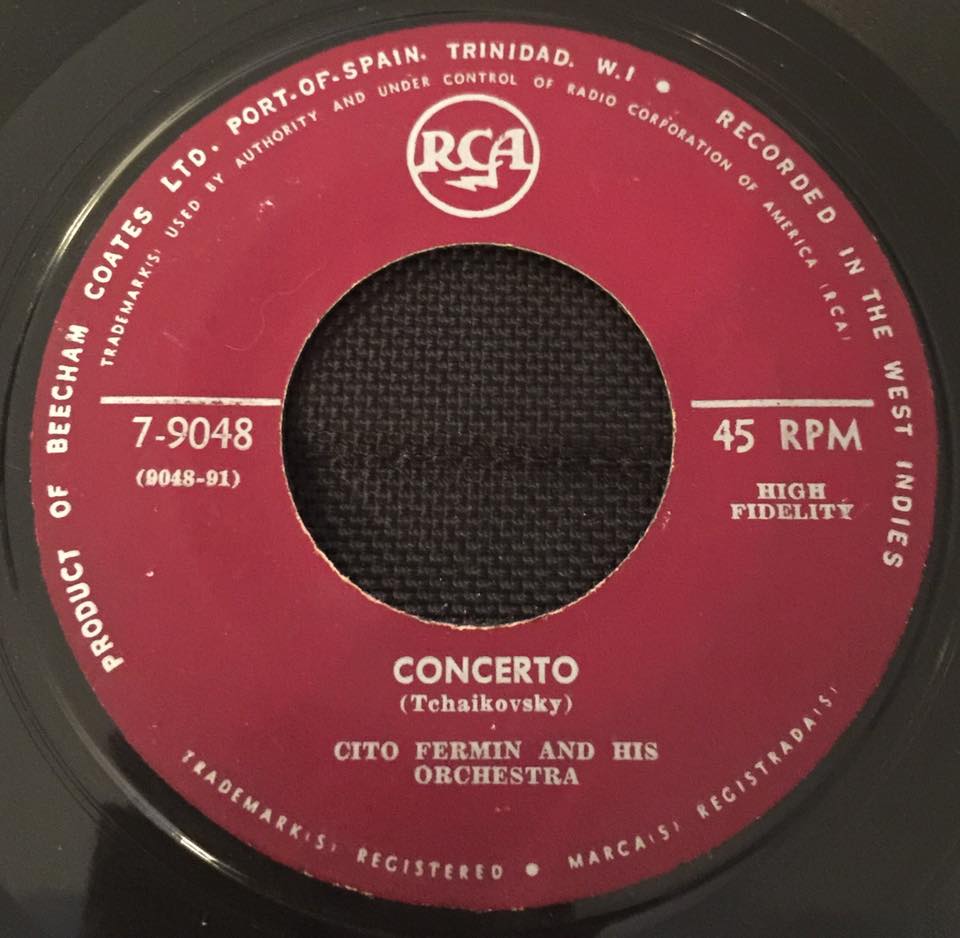 PRODUCT OF BEECHAM COATES LTD. PORT-OF-SPAIN. TRINIDAD. W.I • RECORDED IN THE WEST INDIES
TRADEMARK(S) USED BY AUTHORITY AND UNDER CONTROL OF RADIO CORPORATION OF AMERICA (RCA)
RCA
7-9048
(9048-91)
45 RPM
HIGH
FIDELITY
CONCERTO
(Tchaikovsky)
CITO FERMIN AND HIS
ORCHESTRA
TRADEMARK(S) REGISTERED • MARCA(S) REGISTRADA(S)